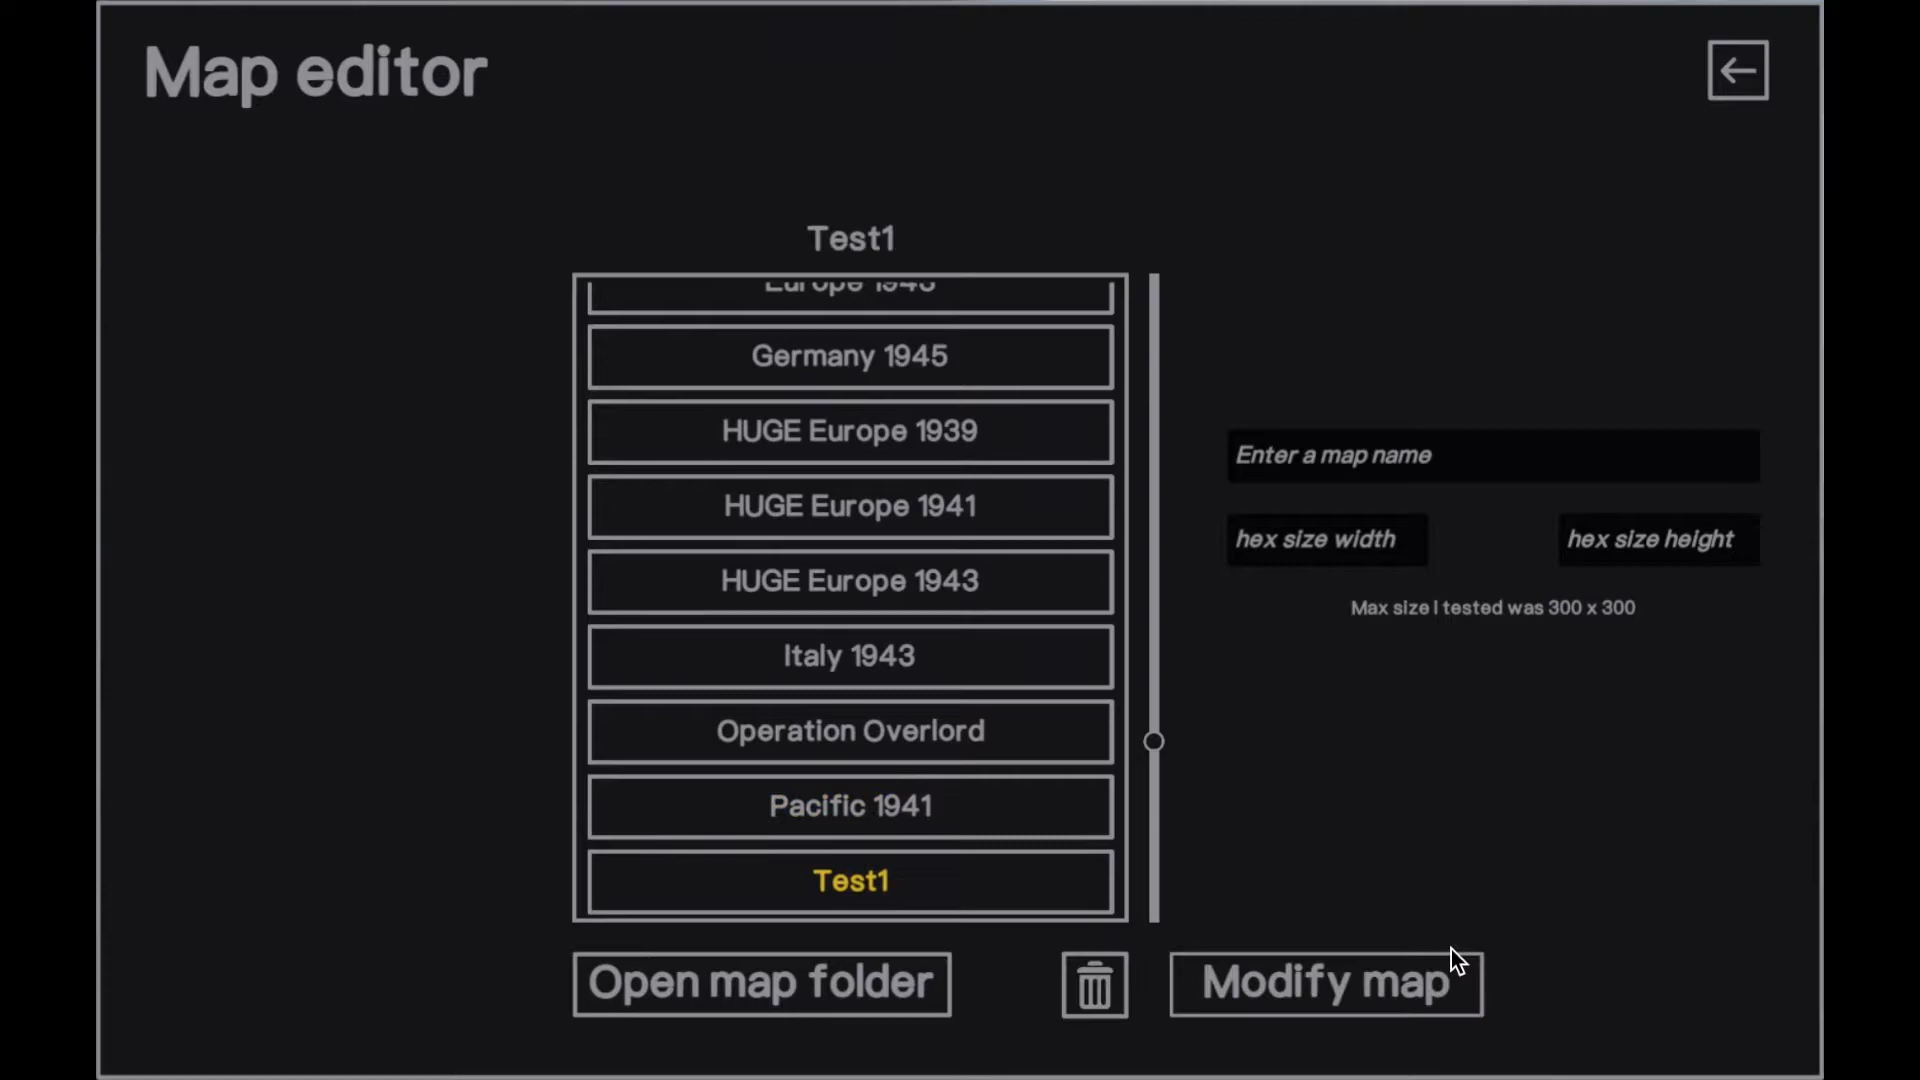 Map editor
Test1
Europe
Germany 1945
HUGE Europe 1939
HUGE Europe 1941
HUGE Europe 1943
Italy 1943
Operation Overlord
Pacific 1941
Test1
Enter a map name
hex size width
hex size height
Max size I tested was 300 x 300
Open map folder
Modify map